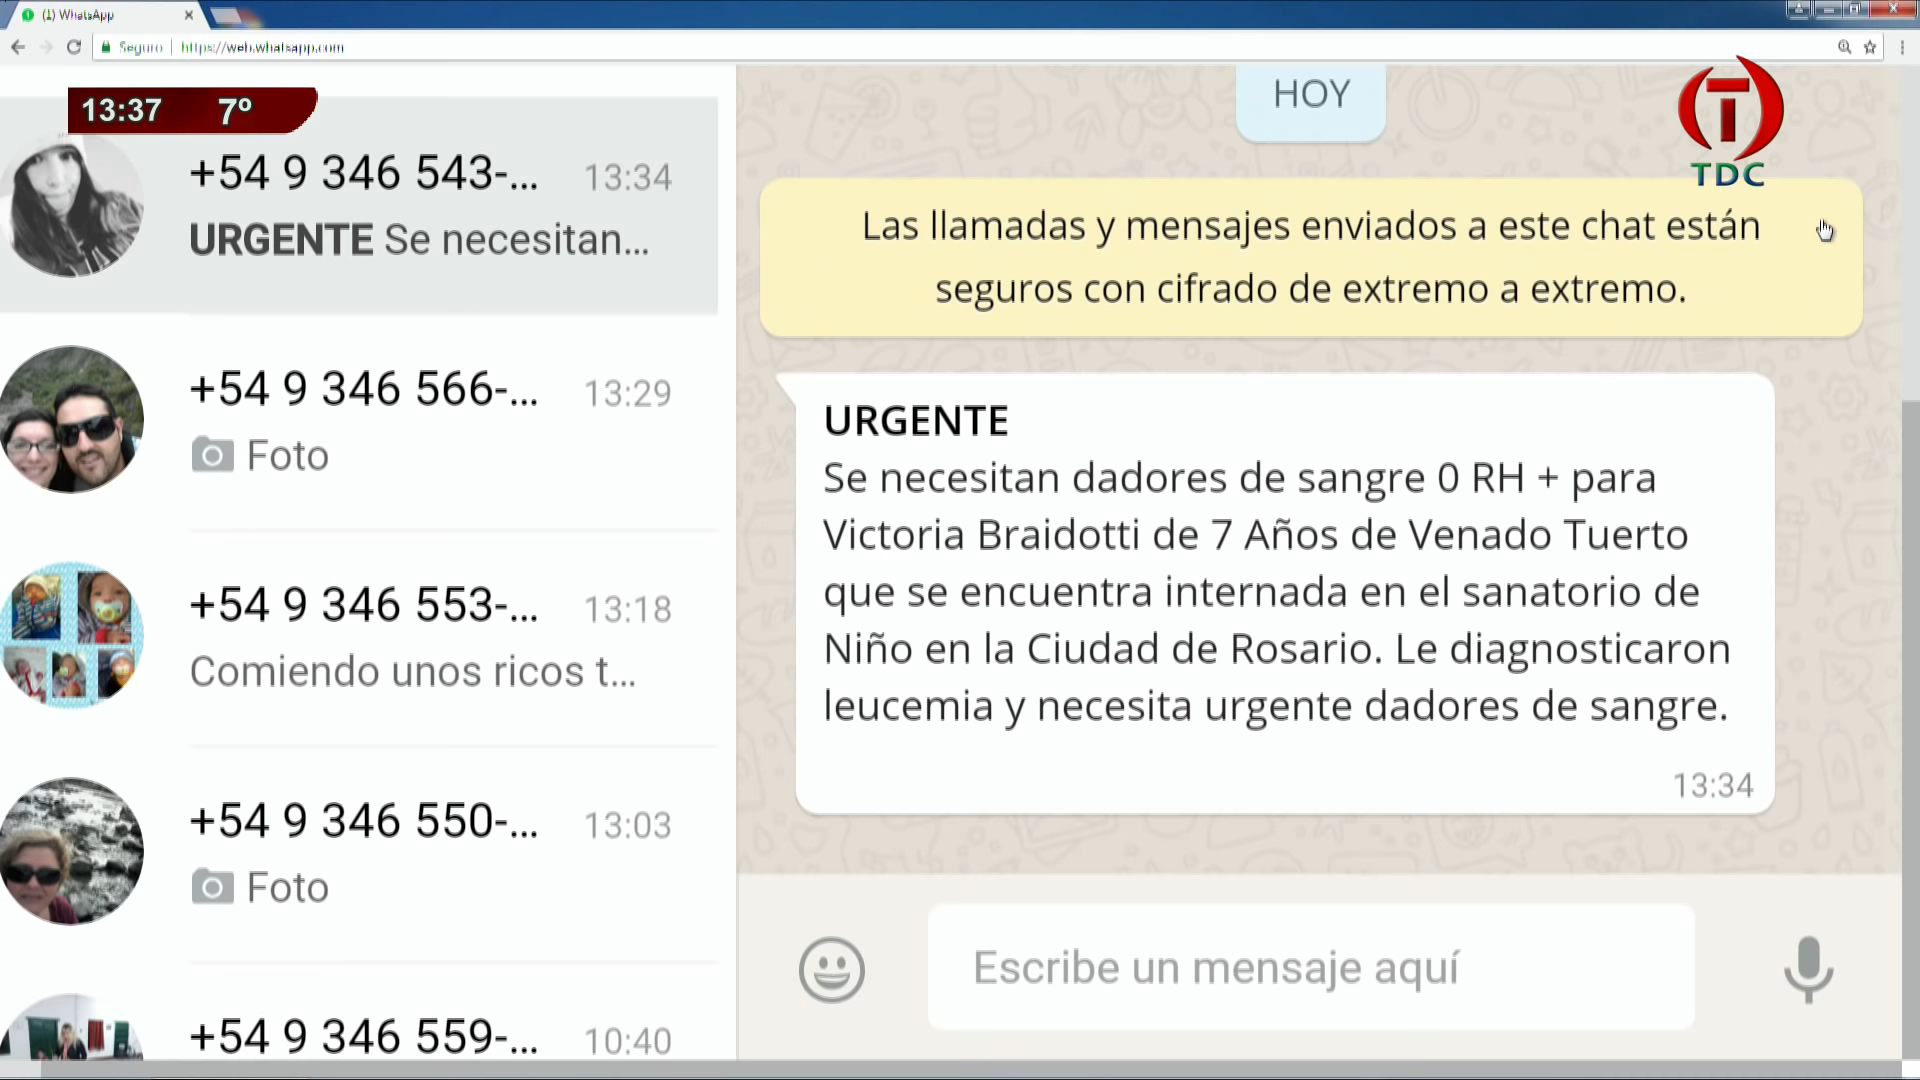 (1) WhatsApp
Seguro
https://web.whatsapp.com
13:37 7º
+54 9 346 543-...
13:34
URGENTE Se necesitan...
+54 9 346 566-...
13:29
Foto
+54 9 346 553-...
13:18
Comiendo unos ricos t...
+54 9 346 550-...
13:03
Foto
+54 9 346 559-...
10:40
HOY
T
TDC
Las llamadas y mensajes enviados a este chat están
seguros con cifrado de extremo a extremo.
URGENTE
Se necesitan dadores de sangre 0 RH + para
Victoria Braidotti de 7 Años de Venado Tuerto
que se encuentra internada en el sanatorio de
Niño en la Ciudad de Rosario. Le diagnosticaron
leucemia y necesita urgente dadores de sangre.
13:34
Escribe un mensaje aquí